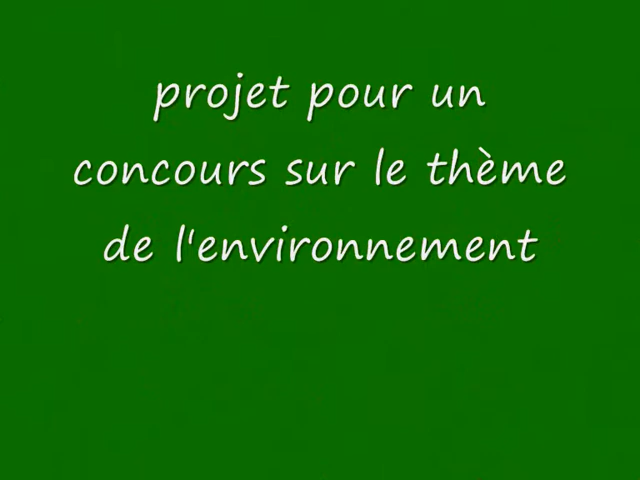 projet pour un
concours sur le thème
de l'environnement